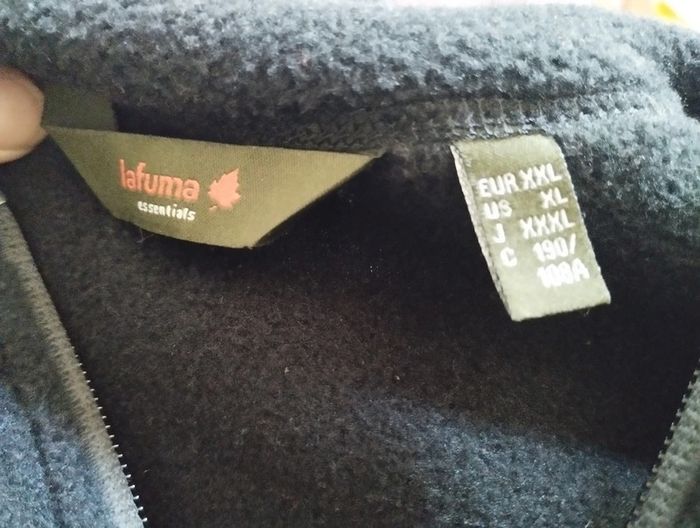 lafuma
essentials
EUR XXL
US XL
J XXXL
C 190/
108A